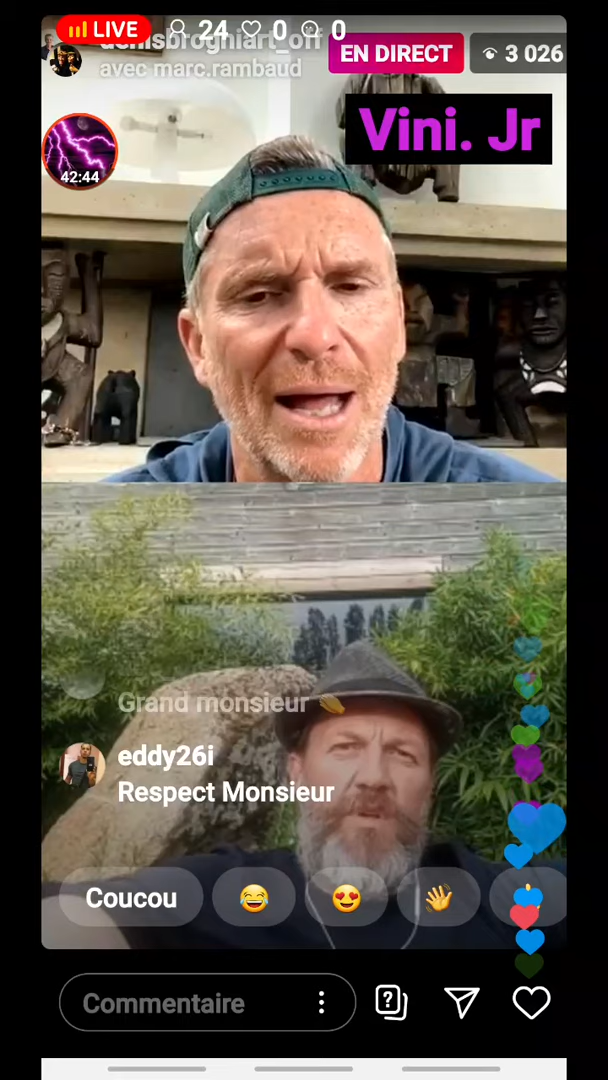 LIVE 24 0 0
denisbrogniart_off
avec marc.rambaud
EN DIRECT
3 026
Vini. Jr
42:44
Grand monsieur
eddy26i
Respect Monsieur
Coucou
Commentaire